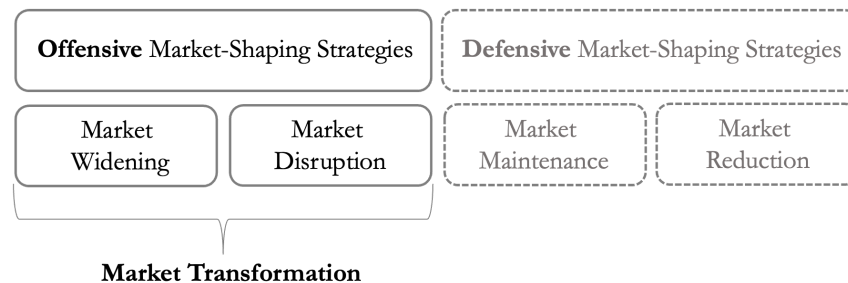 Offensive Market-Shaping Strategies
Defensive Market-Shaping Strategies
Market
Widening
Market
Disruption
Market
Maintenance
Market
Reduction
Market Transformation